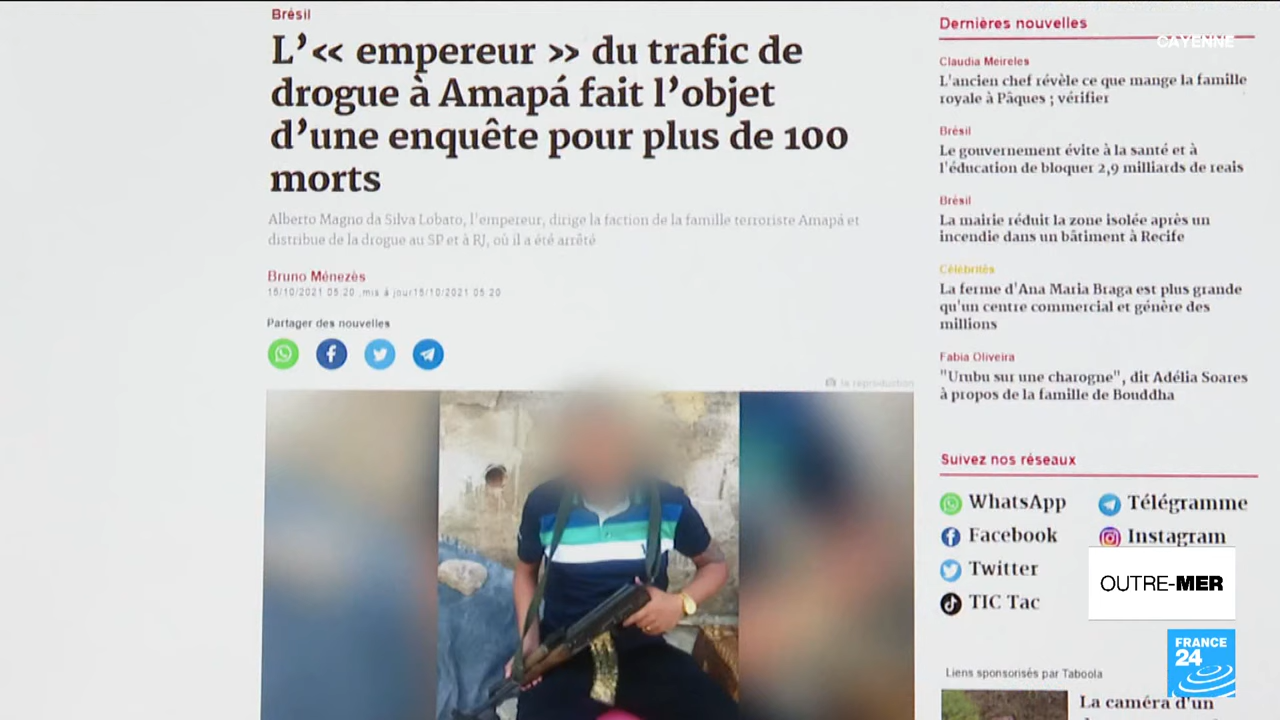 Brésil
L’« empereur » du trafic de
drogue à Amapá fait l’objet
d’une enquête pour plus de 100
morts
Alberto Magno da Silva Lobato, l'empereur, dirige la faction de la famille terroriste Amapá et
distribue de la drogue au SP et à RJ, où il a été arrêté
Bruno Ménezès
15/10/2021 05:20 ,mis à jour15/10/2021 05:20
Partager des nouvelles
la reproduction
CAYENNE
Dernières nouvelles
Claudia Meireles
L'ancien chef révèle ce que mange la famille
royale à Pâques ; vérifier
Brésil
Le gouvernement évite à la santé et à
l'éducation de bloquer 2,9 milliards de reais
Brésil
La mairie réduit la zone isolée après un
incendie dans un bâtiment à Recife
Célébrités
La ferme d'Ana Maria Braga est plus grande
qu'un centre commercial et génère des
millions
Fabia Oliveira
"Urubu sur une charogne", dit Adélia Soares
à propos de la famille de Bouddha
Suivez nos réseaux
WhatsApp
Télégramme
Facebook
Instagram
Twitter
TIC Tac
OUTRE-MER
FRANCE
24
Liens sponsorisés par Taboola
La caméra d'un